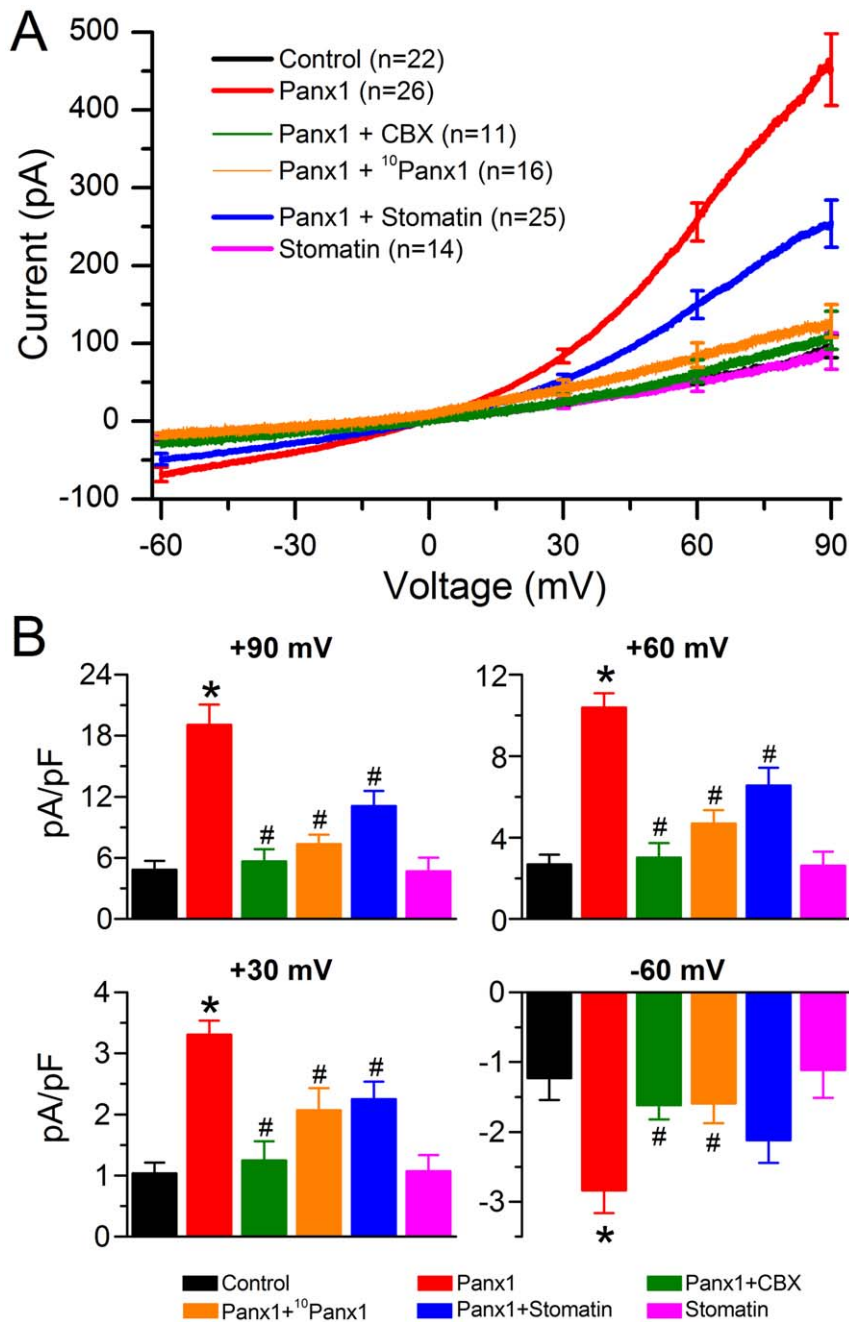 A
500
400
300
200
100
0
-100
Current (pA)
Control (n=22)
Panx1 (n=26)
Panx1 + CBX (n=11)
Panx1 + ¹⁰Panx1 (n=16)
Panx1 + Stomatin (n=25)
Stomatin (n=14)
-60 -30 0 30 60 90
Voltage (mV)
B
+90 mV
24
18
12
6
0
pA/pF
*
# # #
+60 mV
12
9
6
3
0
*
# # #
+30 mV
4
3
2
1
0
pA/pF
*
# # #
-60 mV
0
-1
-2
-3
# #
*
Control Panx1 Panx1+CBX
Panx1+¹⁰Panx1 Panx1+Stomatin Stomatin